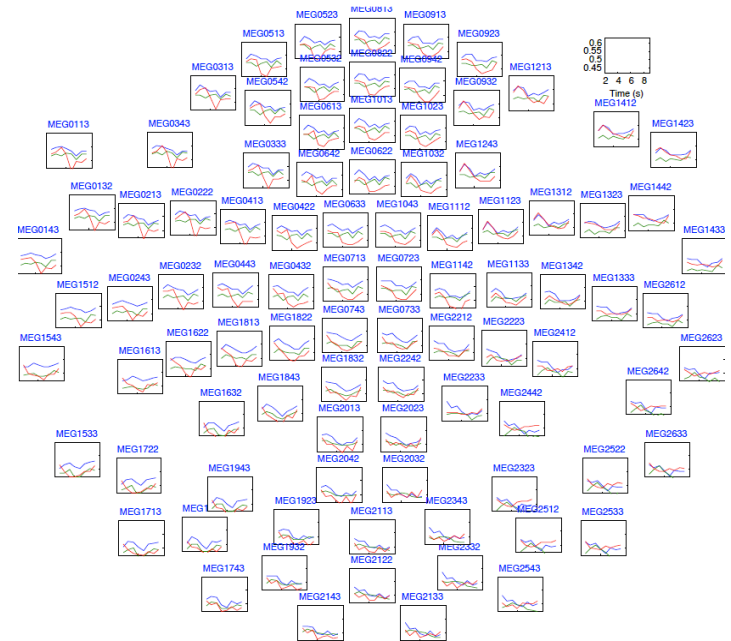 MEG0813
MEG0523 MEG0913
MEG0513 MEG0923
MEG0532 MEG0822 MEG0942
0.6
0.5
0.45
2 4 6 8
Time (s)
MEG0313 MEG1213
MEG0542 MEG0932
MEG0613 MEG1013 MEG1023
MEG1412
MEG0113 MEG0343 MEG1423
MEG0333 MEG1243
MEG0642 MEG0622 MEG1032
MEG0132 MEG0213 MEG0222 MEG0413 MEG0422 MEG0633 MEG1043 MEG1112 MEG1123 MEG1312 MEG1323 MEG1442
MEG0143 MEG1433
MEG0232 MEG0443 MEG0432 MEG0713 MEG0723 MEG1142 MEG1133 MEG1342
MEG0243 MEG1333 MEG2612
MEG1512
MEG1813 MEG1822 MEG0743 MEG0733 MEG2212 MEG2223
MEG1543 MEG1613 MEG1622 MEG2412 MEG2623
MEG1832 MEG2242
MEG1632 MEG1843 MEG2233 MEG2442 MEG2642
MEG2013 MEG2023
MEG1533 MEG1722 MEG2522 MEG2633
MEG2042 MEG2032
MEG1943 MEG2323
MEG1713 MEG1923 MEG2113 MEG2343 MEG2512 MEG2533
MEG1932 MEG2122 MEG2332
MEG1743 MEG2143 MEG2133 MEG2543